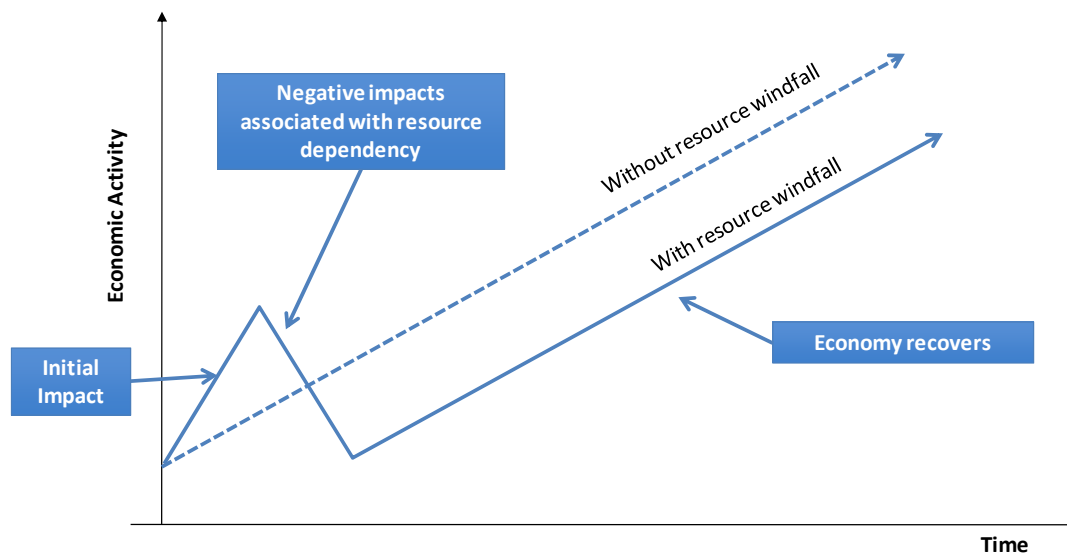 Economic Activity
Negative impacts
associated with resource
dependency
Without resource windfall
With resource windfall
Initial
Impact
Economy recovers
Time